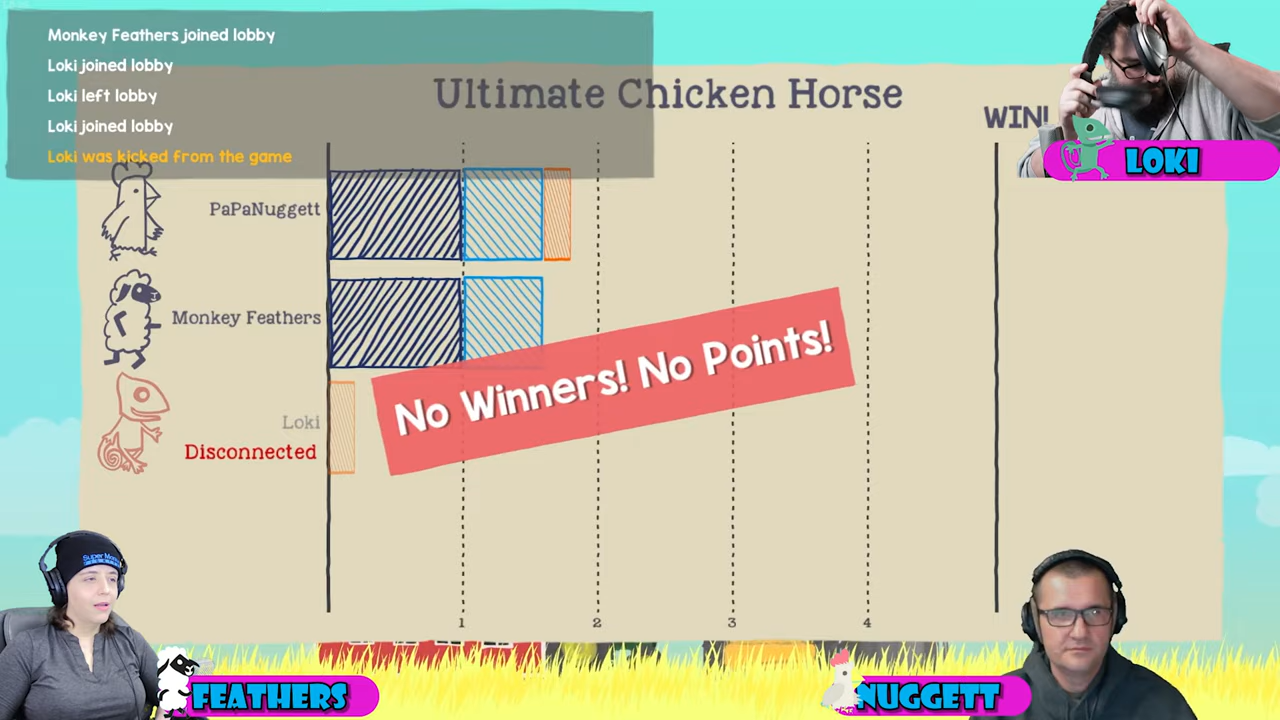 Monkey Feathers joined lobby
Loki joined lobby
Loki left lobby
Loki joined lobby
Loki was kicked from the game
Ultimate Chicken Horse
WIN!
LOKI
PaPaNuggett
Monkey Feathers
No Winners! No Points!
Loki
Disconnected
Super
1 2 3 4
FEATHERS
NUGGETT